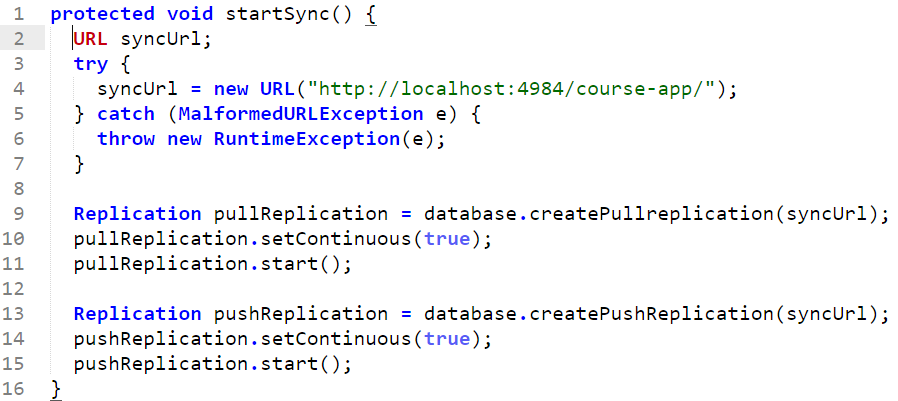 1 protected void startSync() {
2   URL syncUrl;
3   try {
4     syncUrl = new URL("http://localhost:4984/course-app/");
5   } catch (MalformedURLException e) {
6     throw new RuntimeException(e);
7   }
8
9   Replication pullReplication = database.createPullreplication(syncUrl);
10   pullReplication.setContinuous(true);
11   pullReplication.start();
12
13   Replication pushReplication = database.createPushReplication(syncUrl);
14   pushReplication.setContinuous(true);
15   pushReplication.start();
16 }